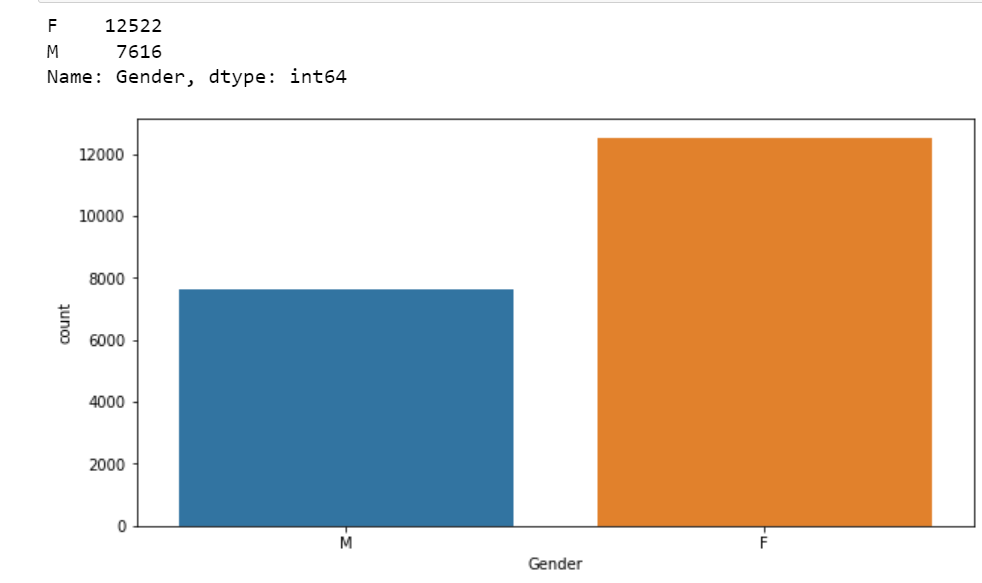 F    12522
M     7616
Name: Gender, dtype: int64
12000
10000
8000
6000
4000
2000
0
count
M F
Gender